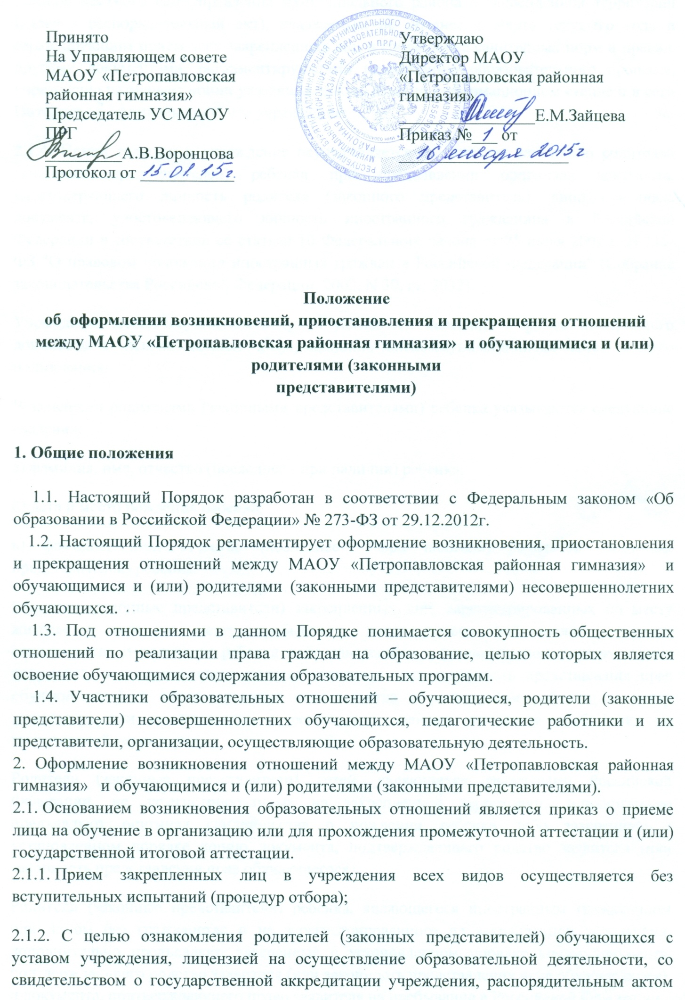 Принято
На Управляющем совете
МАОУ «Петропавловская
районная гимназия»
Председатель УС МАОУ
ПРГ
__________А.В.Воронцова
Протокол от 15.01.15г.
Утверждаю
Директор МАОУ
«Петропавловская районная
гимназия»
________________Е.М.Зайцева
Приказ № 1 от
16 января 2015г
Положение
об оформлении возникновений, приостановления и прекращения отношений
между МАОУ «Петропавловская районная гимназия» и обучающимися и (или)
родителями (законными
представителями)
1. Общие положения
1.1. Настоящий Порядок разработан в соответствии с Федеральным законом «Об
образовании в Российской Федерации» № 273-ФЗ от 29.12.2012г.
1.2. Настоящий Порядок регламентирует оформление возникновения, приостановления
и прекращения отношений между МАОУ «Петропавловская районная гимназия» и
обучающимися и (или) родителями (законными представителями) несовершеннолетних
обучающихся.
1.3. Под отношениями в данном Порядке понимается совокупность общественных
отношений по реализации права граждан на образование, целью которых является
освоение обучающимися содержания образовательных программ.
1.4. Участники образовательных отношений – обучающиеся, родители (законные
представители) несовершеннолетних обучающихся, педагогические работники и их
представители, организации, осуществляющие образовательную деятельность.
2. Оформление возникновения отношений между МАОУ «Петропавловская районная
гимназия» и обучающимися и (или) родителями (законными представителями).
2.1. Основанием возникновения образовательных отношений является приказ о приеме
лица на обучение в организацию или для прохождения промежуточной аттестации и (или)
государственной итоговой аттестации.
2.1.1. Прием закрепленных лиц в учреждения всех видов осуществляется без
вступительных испытаний (процедур отбора);
2.1.2. С целью ознакомления родителей (законных представителей) обучающихся с
уставом учреждения, лицензией на осуществление образовательной деятельности, со
свидетельством о государственной аккредитации учреждения, распорядительным актом